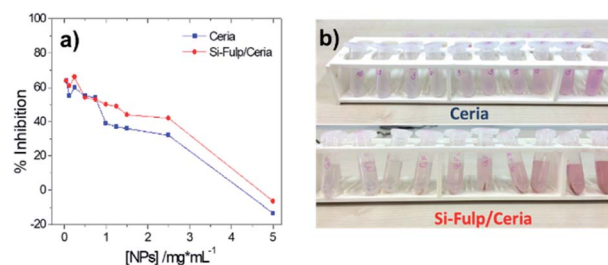 a)
Ceria
Si-Fulp/Ceria
% Inhibition
100
80
60
40
20
0
-20
0
1
2
3
4
5
[NPs] /mg*mL⁻¹
b)
Ceria
Si-Fulp/Ceria